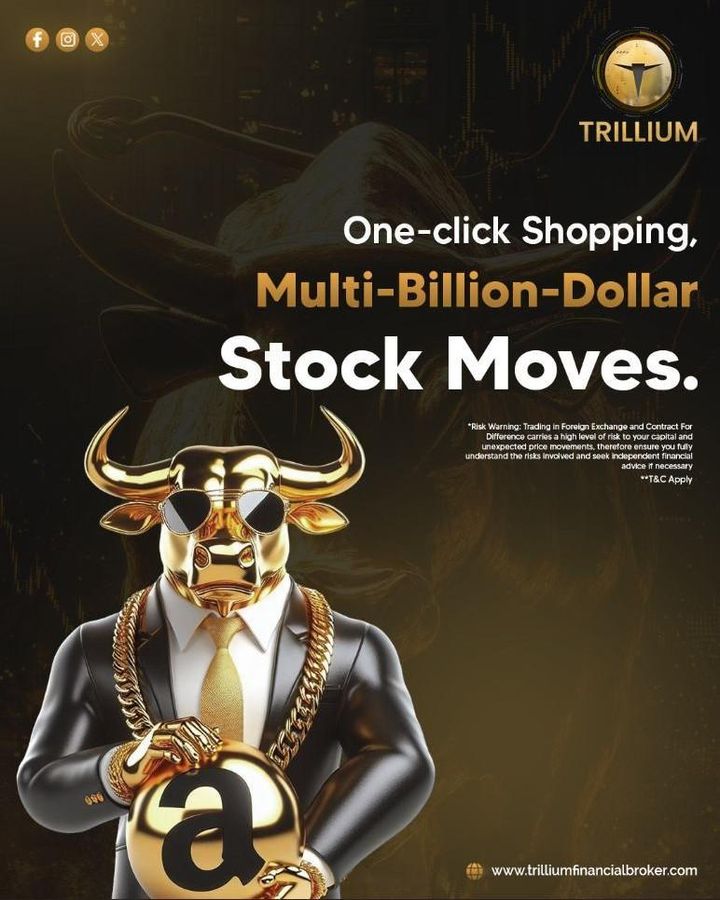 TRILLIUM
One-click Shopping,
Multi-Billion-Dollar
Stock Moves.
*Risk Warning: Trading in Foreign Exchange and Contract For
Difference carries a high level of risk to your capital and
unexpected price movements, therefore ensure you fully
understand the risks involved and seek independent financial
advice if necessary
**T&C Apply
a
www.trilliumfinancialbroker.com